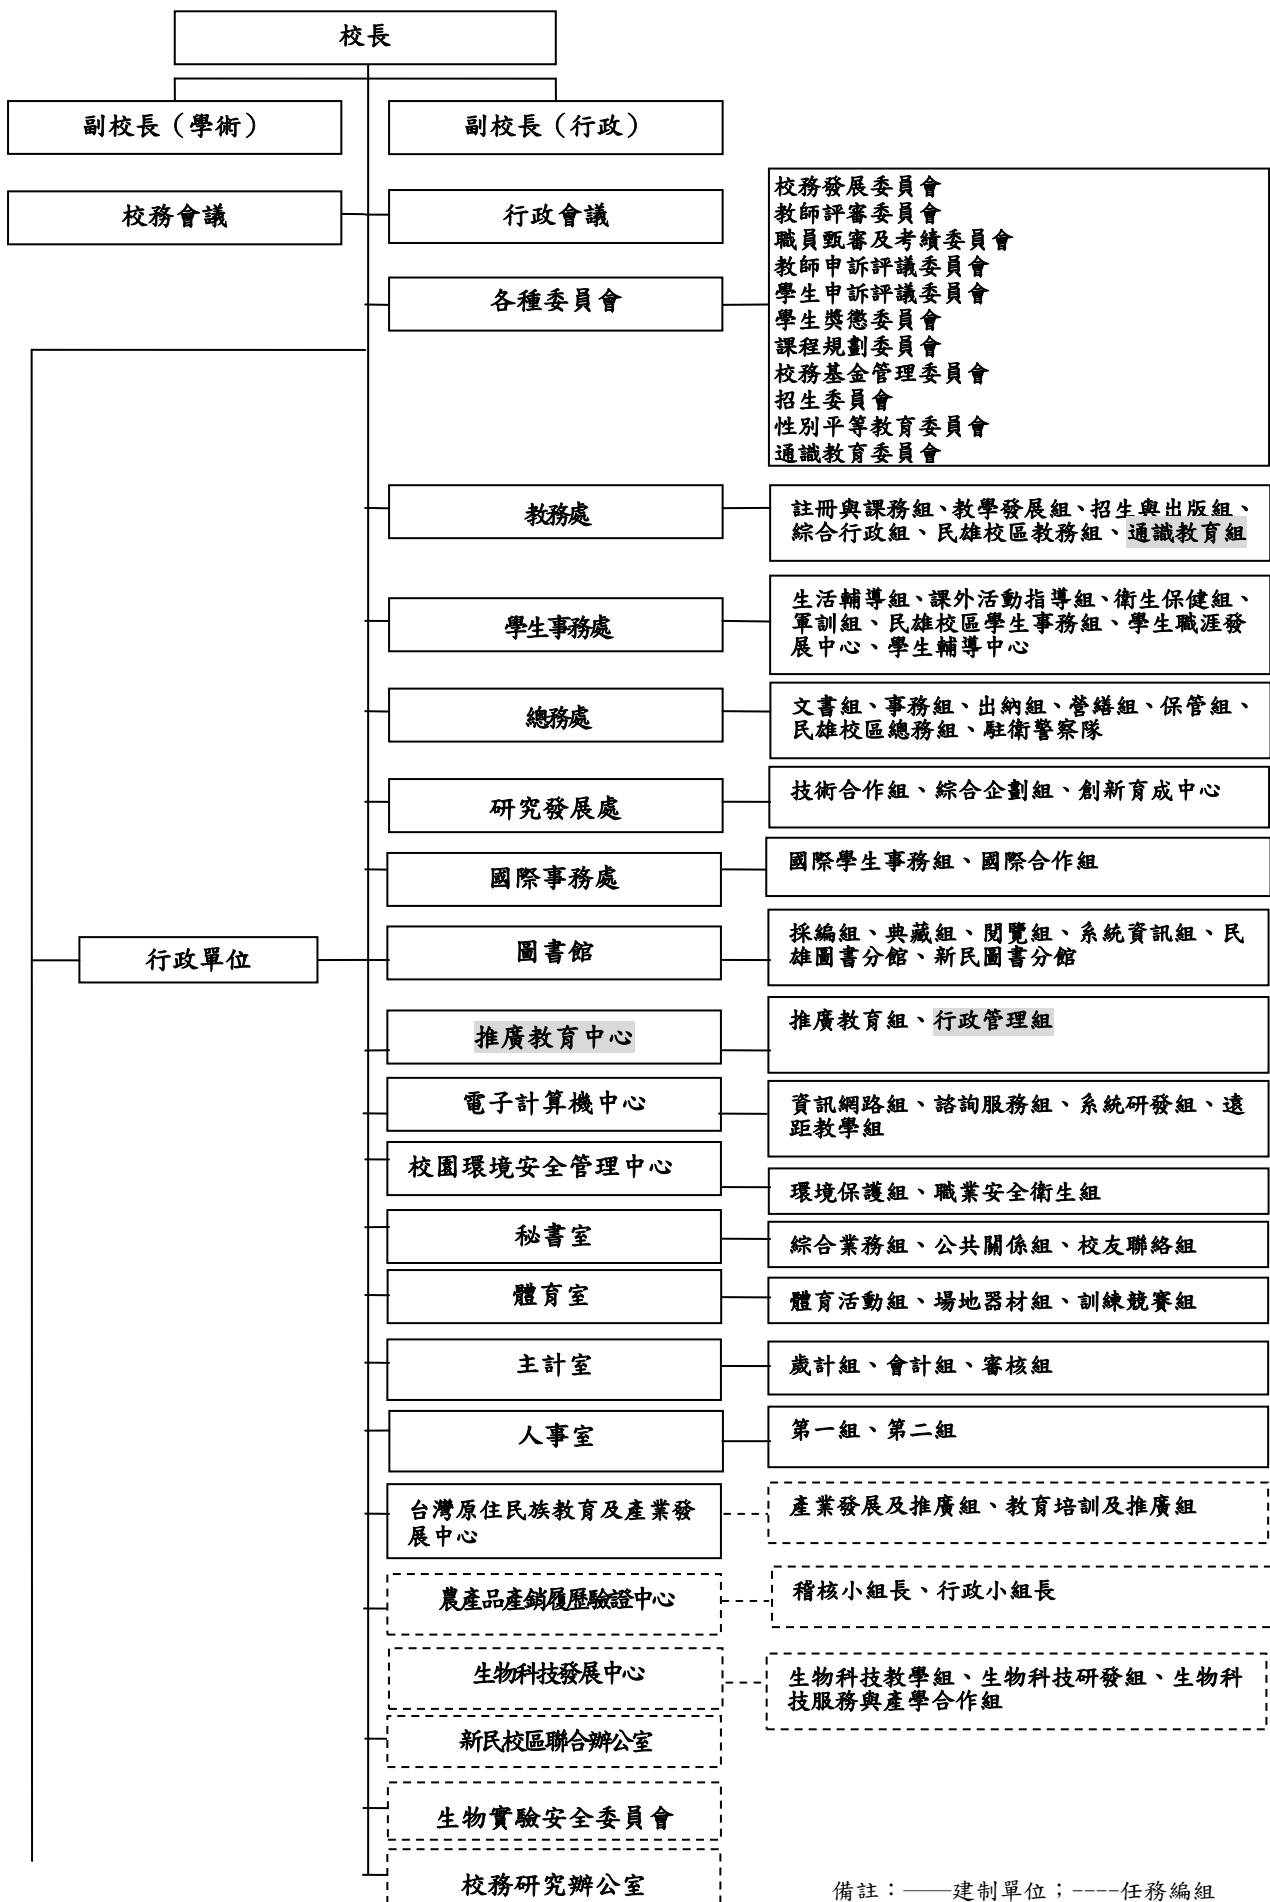 校長
副校長（學術）
副校長（行政）
校務會議
行政會議
各種委員會
校務發展委員會
教師評審委員會
職員甄審及考績委員會
教師申訴評議委員會
學生申訴評議委員會
學生獎懲委員會
課程規劃委員會
校務基金管理委員會
招生委員會
性別平等教育委員會
通識教育委員會
教務處
註冊與課務組、教學發展組、招生與出版組、
綜合行政組、民雄校區教務組、通識教育組
學生事務處
生活輔導組、課外活動指導組、衛生保健組、
軍訓組、民雄校區學生事務組、學生職涯發
展中心、學生輔導中心
總務處
文書組、事務組、出納組、營繕組、保管組、
民雄校區總務組、駐衛警察隊
研究發展處
技術合作組、綜合企劃組、創新育成中心
國際事務處
國際學生事務組、國際合作組
行政單位
圖書館
採編組、典藏組、閱覽組、系統資訊組、民
雄圖書分館、新民圖書分館
推廣教育中心
推廣教育組、行政管理組
電子計算機中心
資訊網路組、諮詢服務組、系統研發組、遠
距教學組
校園環境安全管理中心
環境保護組、職業安全衛生組
秘書室
綜合業務組、公共關係組、校友聯絡組
體育室
體育活動組、場地器材組、訓練競賽組
主計室
歲計組、會計組、審核組
人事室
第一組、第二組
台灣原住民族教育及產業發
展中心
產業發展及推廣組、教育培訓及推廣組
農產品產銷履歷驗證中心
稽核小組長、行政小組長
生物科技發展中心
生物科技教學組、生物科技研發組、生物科
技服務與產學合作組
新民校區聯合辦公室
生物實驗安全委員會
校務研究辦公室
備註：——建制單位；----任務編組